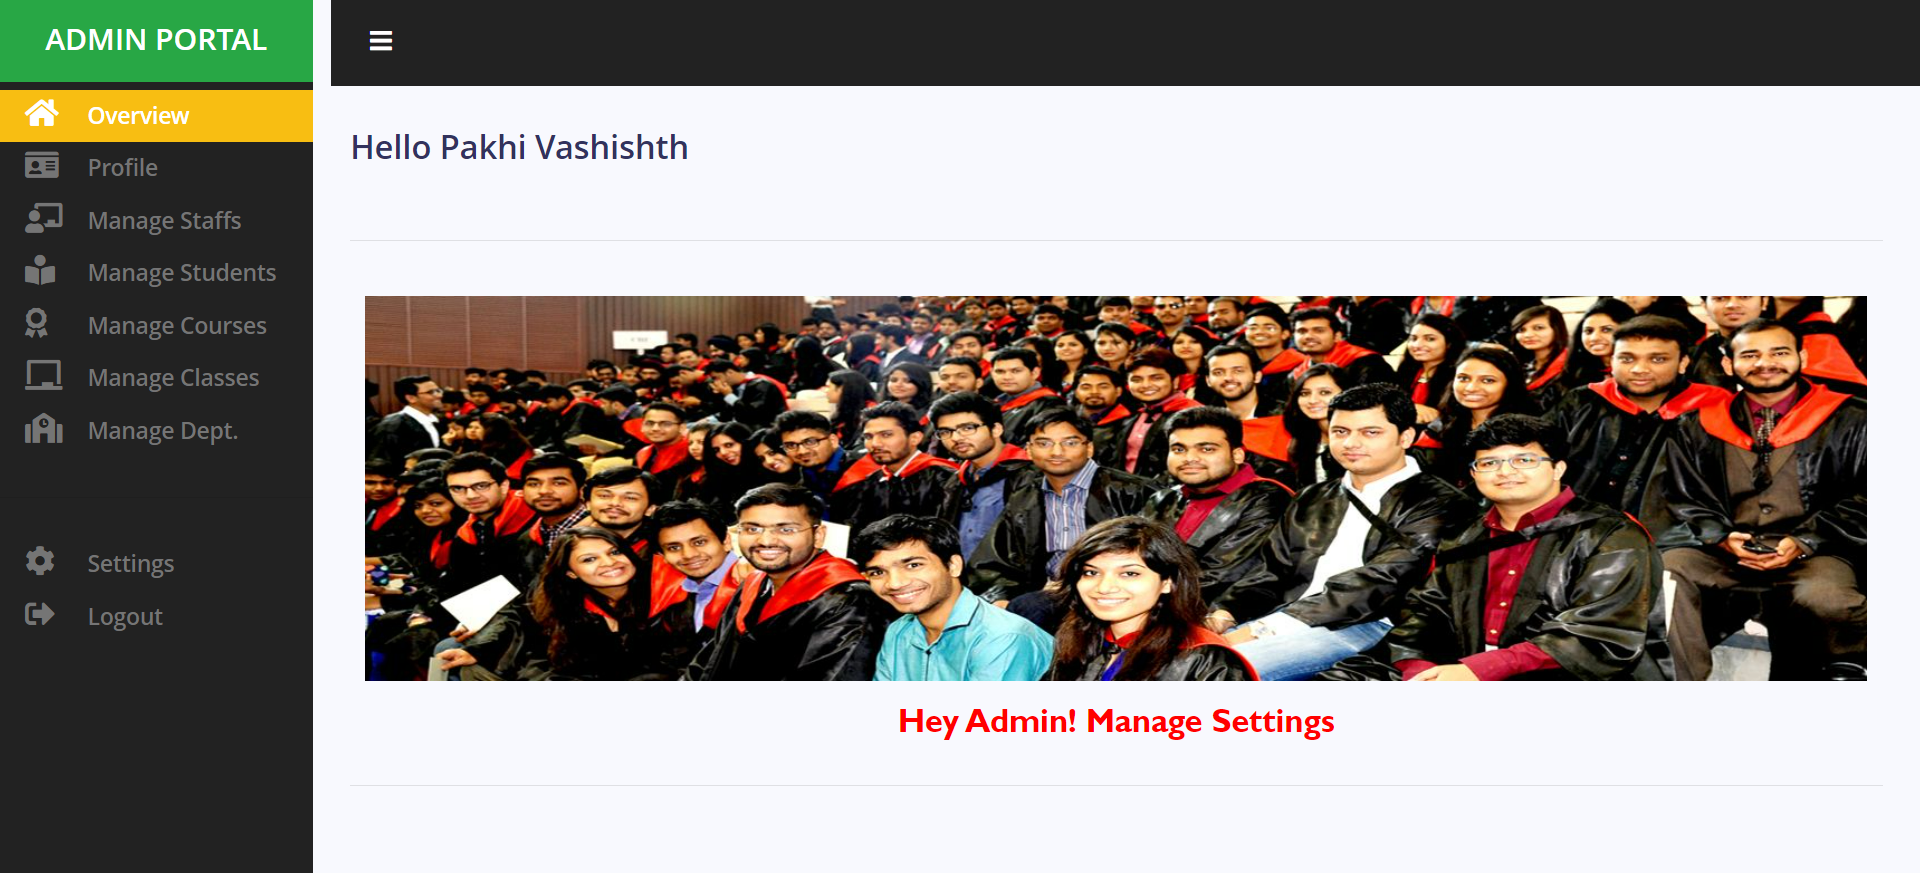 ADMIN PORTAL
Overview
Profile
Manage Staffs
Manage Students
Manage Courses
Manage Classes
Manage Dept.
Settings
Logout
Hello Pakhi Vashishth
Hey Admin! Manage Settings